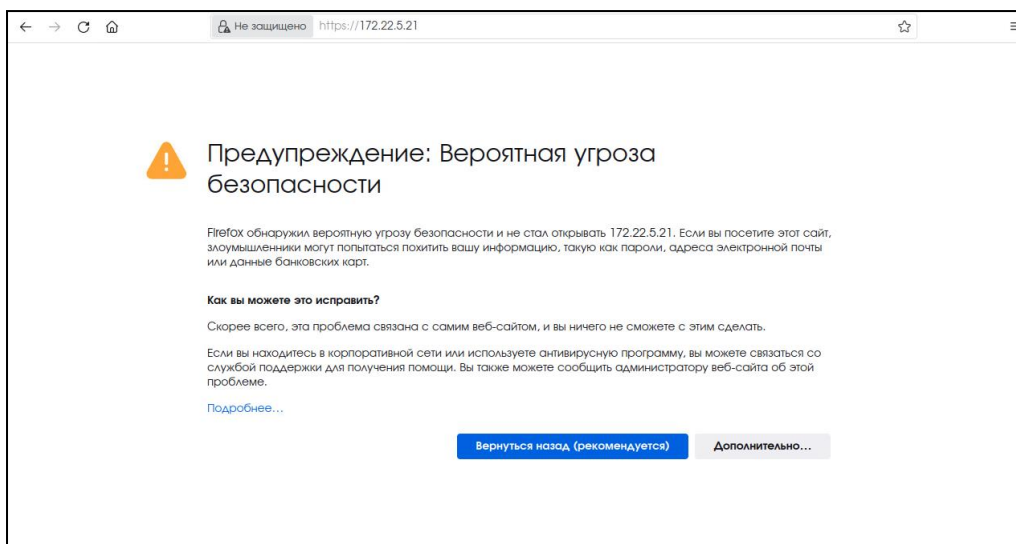 Не защищено https://172.22.5.21
Предупреждение: Вероятная угроза
безопасности
Firefox обнаружил вероятную угрозу безопасности и не стал открывать 172.22.5.21. Если вы посетите этот сайт,
злоумышленники могут попытаться похитить вашу информацию, такую как пароли, адреса электронной почты
или данные банковских карт.
Как вы можете это исправить?
Скорее всего, эта проблема связана с самим веб-сайтом, и вы ничего не сможете с этим сделать.
Если вы находитесь в корпоративной сети или используете антивирусную программу, вы можете связаться со
службой поддержки для получения помощи. Вы также можете сообщить администратору веб-сайта об этой
проблеме.
Подробнее...
Вернуться назад (рекомендуется) Дополнительно...